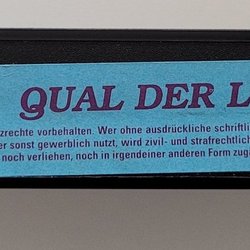 QUAL DER L
zrechte vorbehalten. Wer ohne ausdrückliche schriftli
er sonst gewerblich nutzt, wird zivil- und strafrechtlich
noch verliehen, noch in irgendeiner anderen Form zug